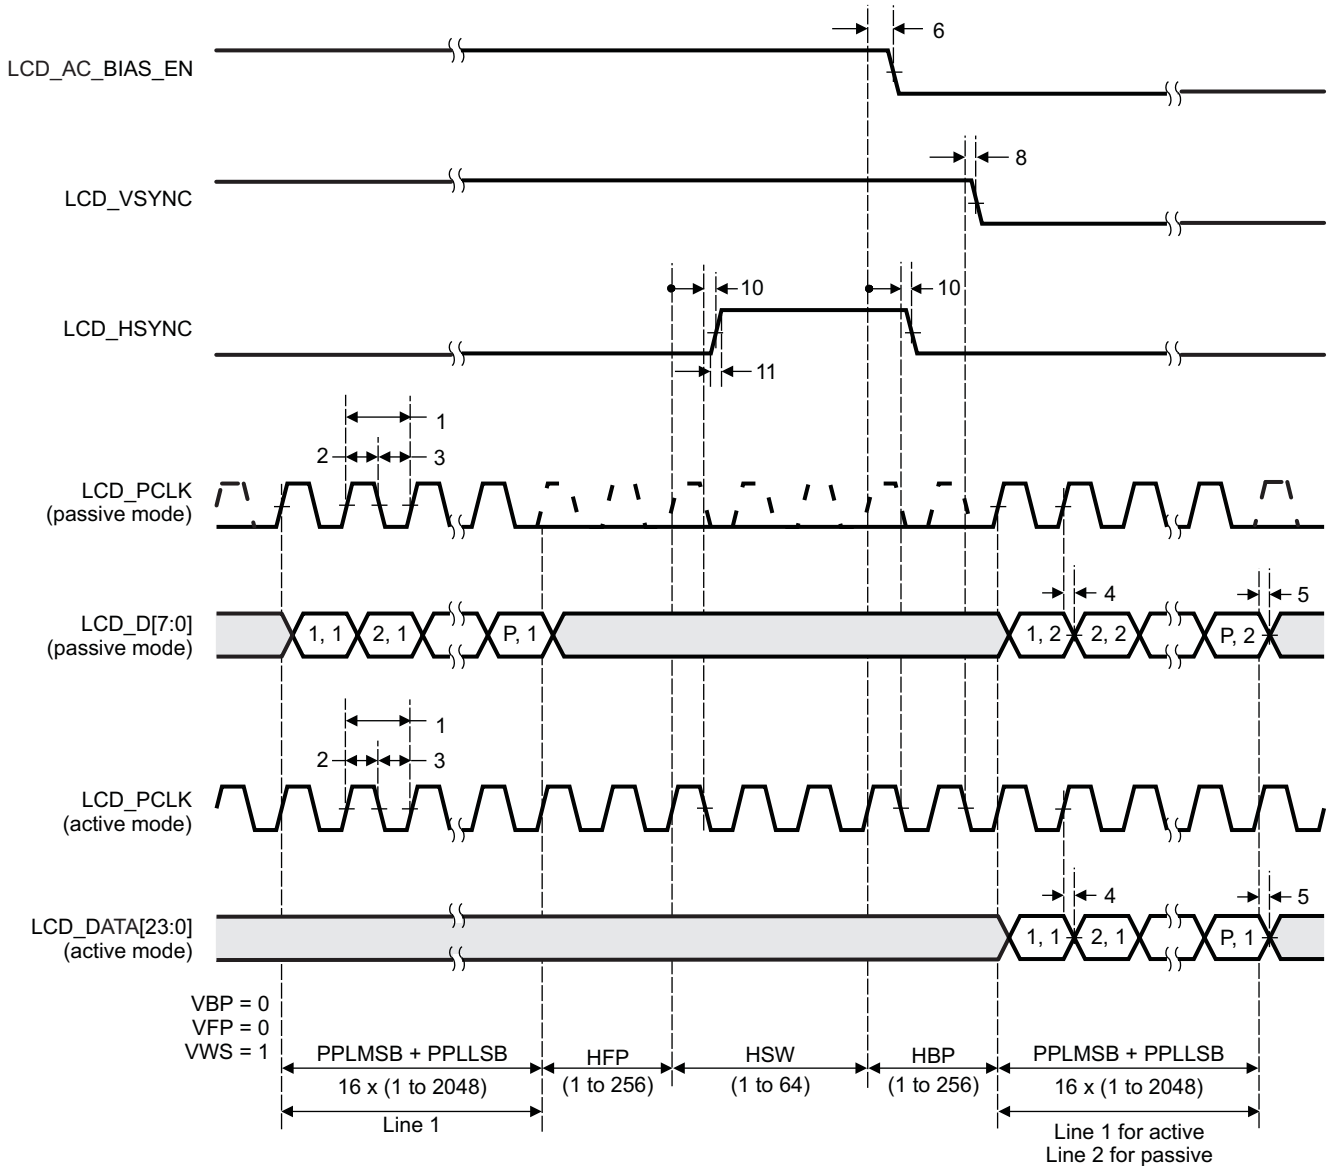 6
LCD_AC_BIAS_EN
8
LCD_VSYNC
10
10
LCD_HSYNC
11
1
2
3
LCD_PCLK
(passive mode)
4
5
LCD_D[7:0]
(passive mode)
1, 1
2, 1
P, 1
1, 2
2, 2
P, 2
1
2
3
LCD_PCLK
(active mode)
4
5
LCD_DATA[23:0]
(active mode)
1, 1
2, 1
P, 1
VBP = 0
VFP = 0
VWS = 1
PPLMSB + PPLLSB
16 x (1 to 2048)
Line 1
HFP
(1 to 256)
HSW
(1 to 64)
HBP
(1 to 256)
PPLMSB + PPLLSB
16 x (1 to 2048)
Line 1 for active
Line 2 for passive